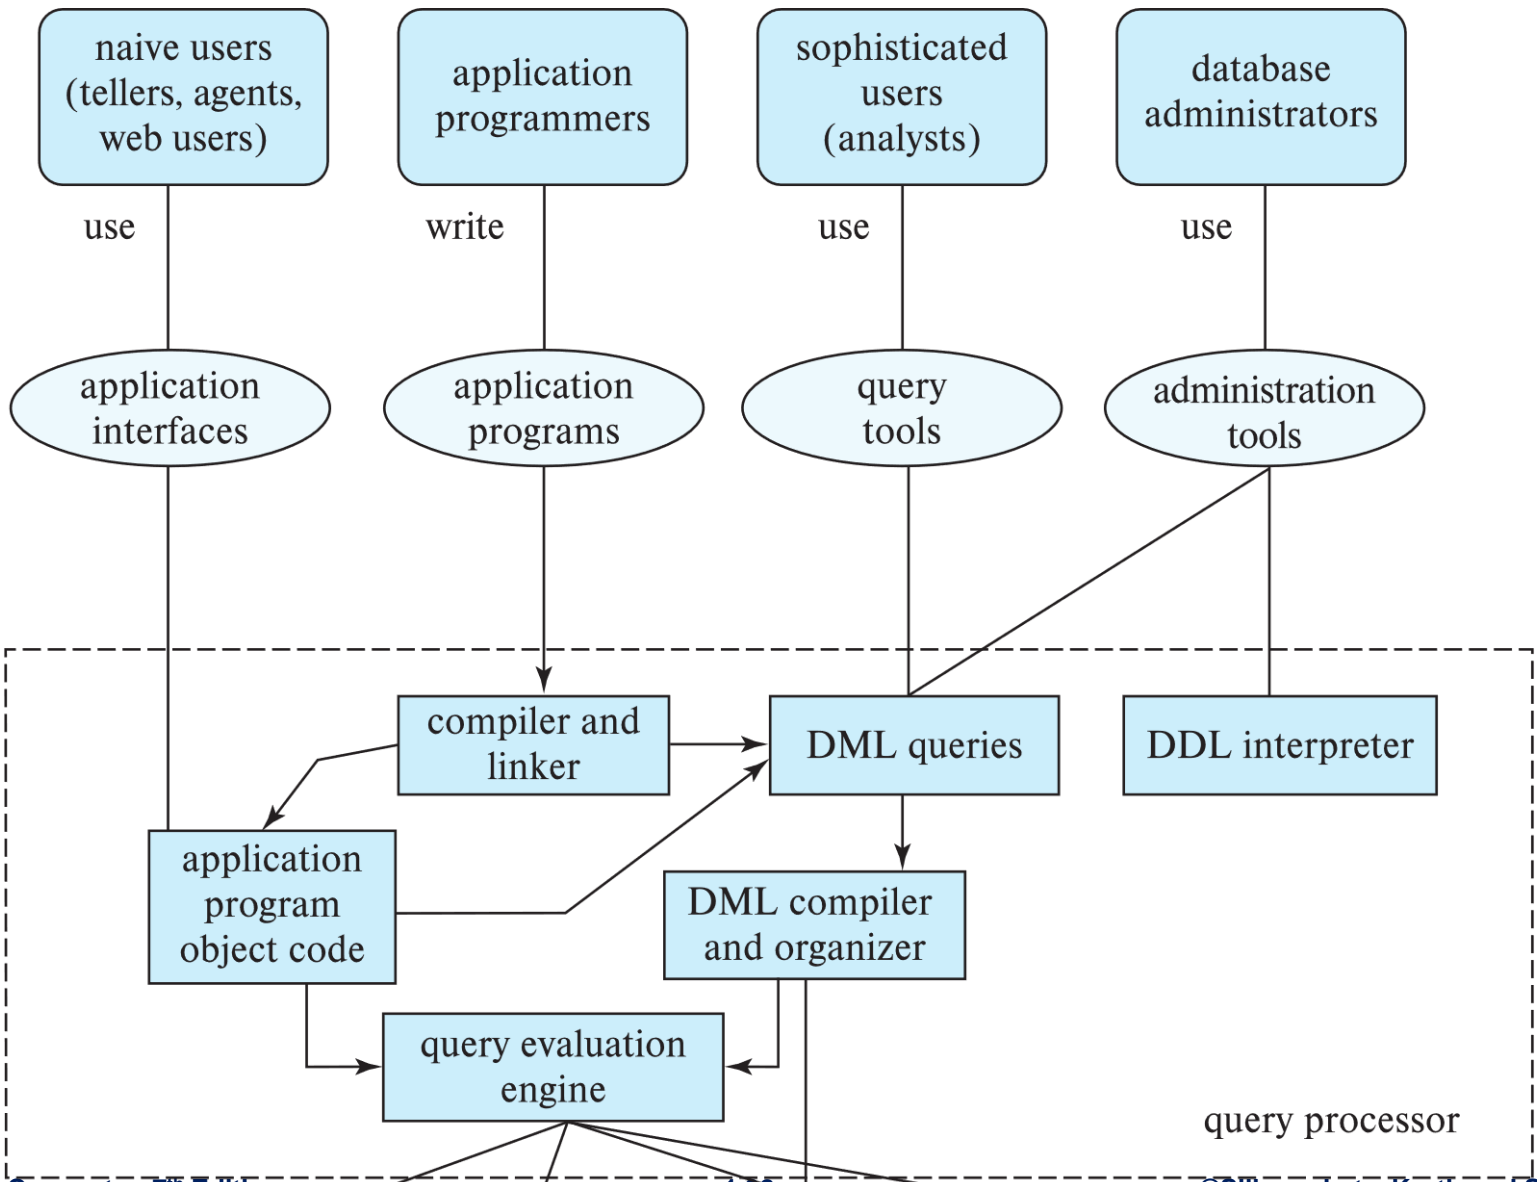 naive users
(tellers, agents,
web users)
application
programmers
sophisticated
users
(analysts)
database
administrators
use
write
use
use
application
interfaces
application
programs
query
tools
administration
tools
compiler and
linker
DML queries
DDL interpreter
application
program
object code
DML compiler
and organizer
query evaluation
engine
query processor